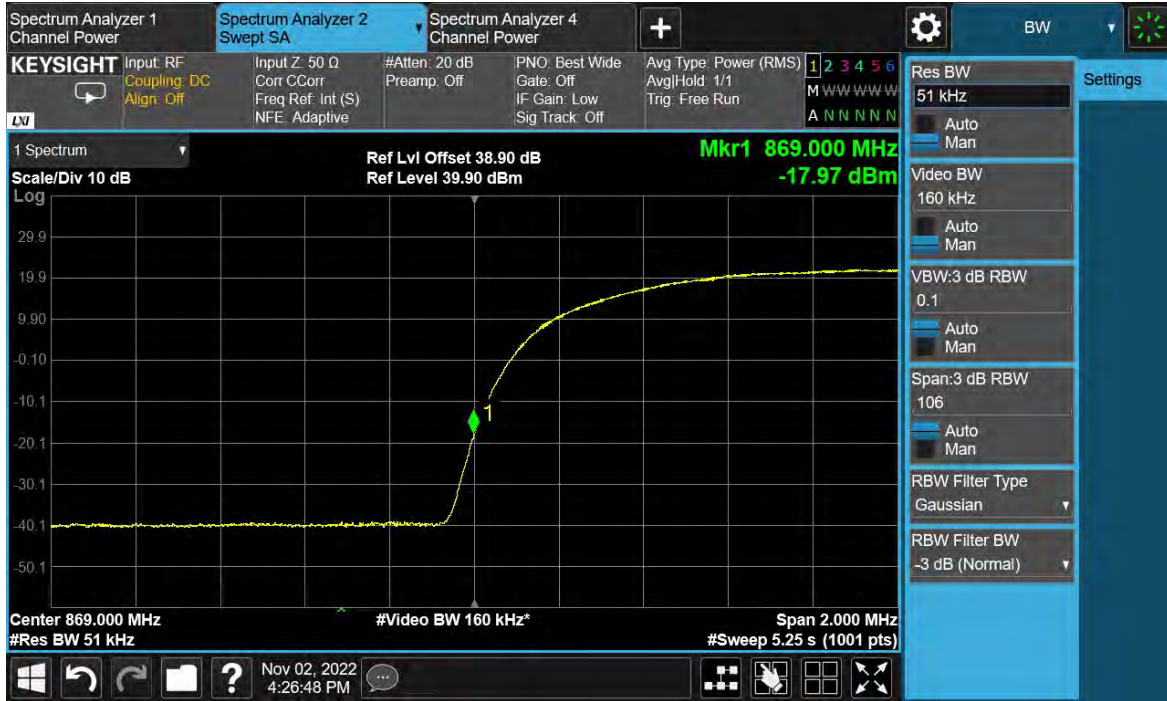 Spectrum Analyzer 1
Channel Power
Spectrum Analyzer 2
Swept SA
Spectrum Analyzer 4
Channel Power
BW
KEYSIGHT
LXI
Input: RF
Coupling: DC
Align: Off
Input Z: 50 Ω
Corr CCorr
Freq Ref: Int (S)
NFE: Adaptive
#Atten: 20 dB
Preamp: Off
PNO: Best Wide
Gate: Off
IF Gain: Low
Sig Track: Off
Avg Type: Power (RMS)
Avg|Hold: 1/1
Trig: Free Run
1 2 3 4 5 6
M W W W W W
A N N N N N
1 Spectrum
Scale/Div 10 dB
Log
Ref Lvl Offset 38.90 dB
Ref Level 39.90 dBm
Mkr1 869.000 MHz
-17.97 dBm
29.9
19.9
9.90
-0.10
-10.1
-20.1
-30.1
-40.1
-50.1
1
Center 869.000 MHz
#Res BW 51 kHz
#Video BW 160 kHz*
Span 2.000 MHz
#Sweep 5.25 s (1001 pts)
Nov 02, 2022
4:26:48 PM
Res BW
51 kHz
Auto
Man
Video BW
160 kHz
Auto
Man
VBW:3 dB RBW
0.1
Auto
Man
Span:3 dB RBW
106
Auto
Man
RBW Filter Type
Gaussian
RBW Filter BW
-3 dB (Normal)
Settings